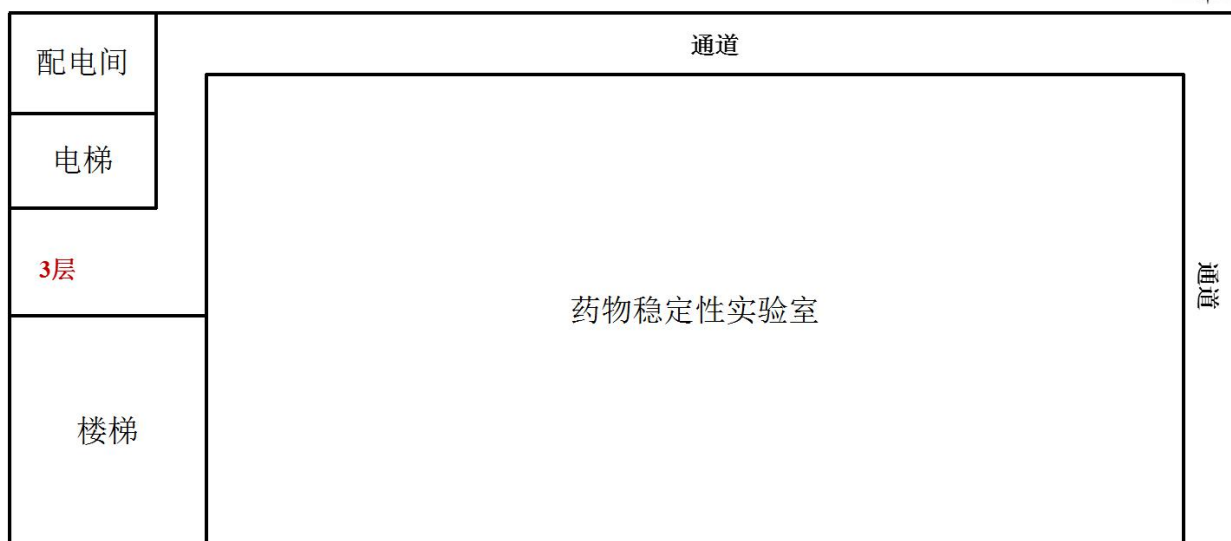 配电间
通道
电梯
3层
通道
药物稳定性实验室
楼梯